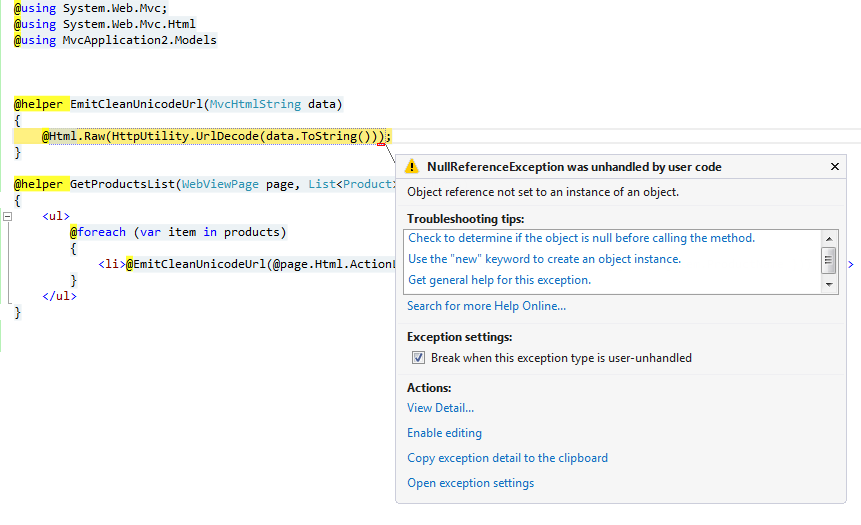 @using System.Web.Mvc;
@using System.Web.Mvc.Html
@using MvcApplication2.Models
@helper EmitCleanUnicodeUrl(MvcHtmlString data)
{
@Html.Raw(HttpUtility.UrlDecode(data.ToString()));
}
@helper GetProductsList(WebViewPage page, List<Product>
{
<ul>
@foreach (var item in products)
{
<li>@EmitCleanUnicodeUrl(@page.Html.ActionL >
}
</ul>
}
NullReferenceException was unhandled by user code
Object reference not set to an instance of an object.
Troubleshooting tips:
Check to determine if the object is null before calling the method.
Use the "new" keyword to create an object instance.
Get general help for this exception.
Search for more Help Online...
Exception settings:
Break when this exception type is user-unhandled
Actions:
View Detail...
Enable editing
Copy exception detail to the clipboard
Open exception settings